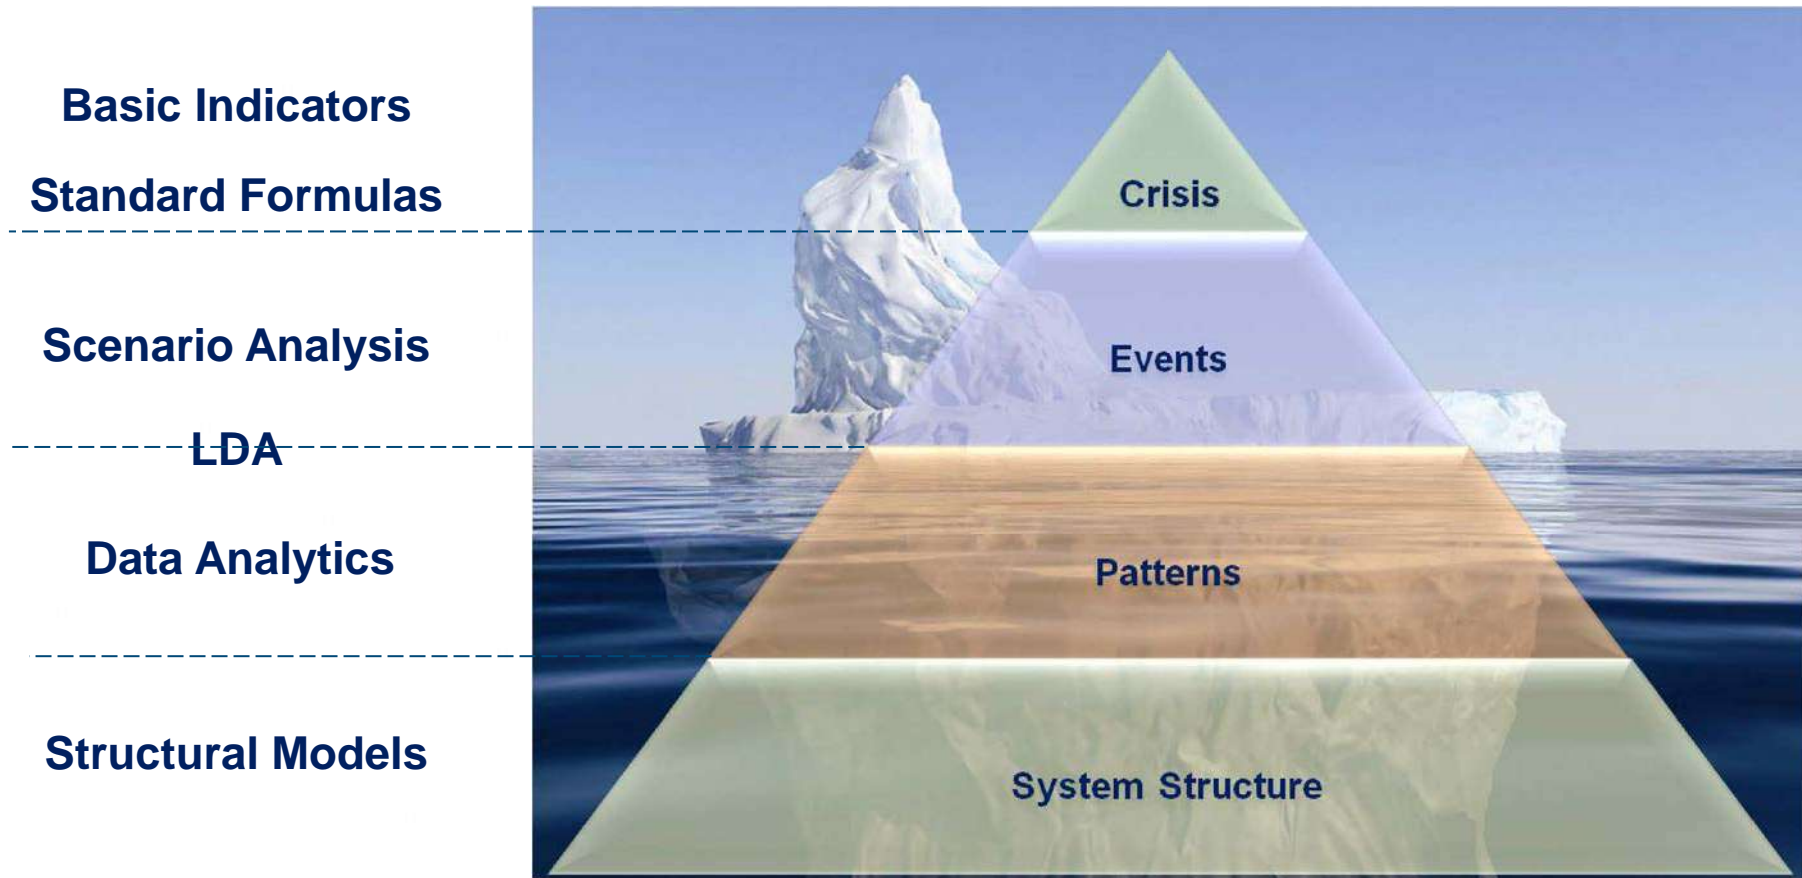 Basic Indicators
Standard Formulas
Crisis
Scenario Analysis
Events
LDA
Data Analytics
Patterns
Structural Models
System Structure